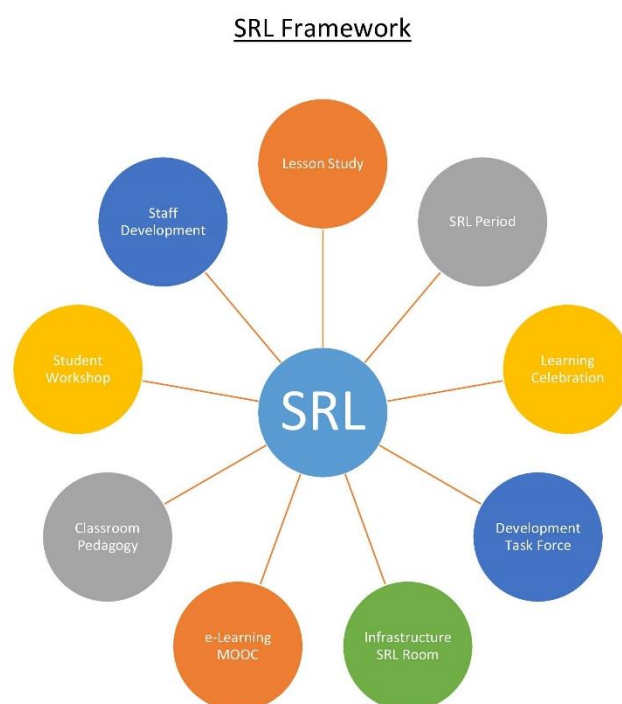 SRL Framework
Lesson Study
SRL Period
Learning
Celebration
Development
Task Force
Infrastructure
SRL Room
e-Learning
MOOC
Classroom
Pedagogy
Student
Workshop
Staff
Development
SRL